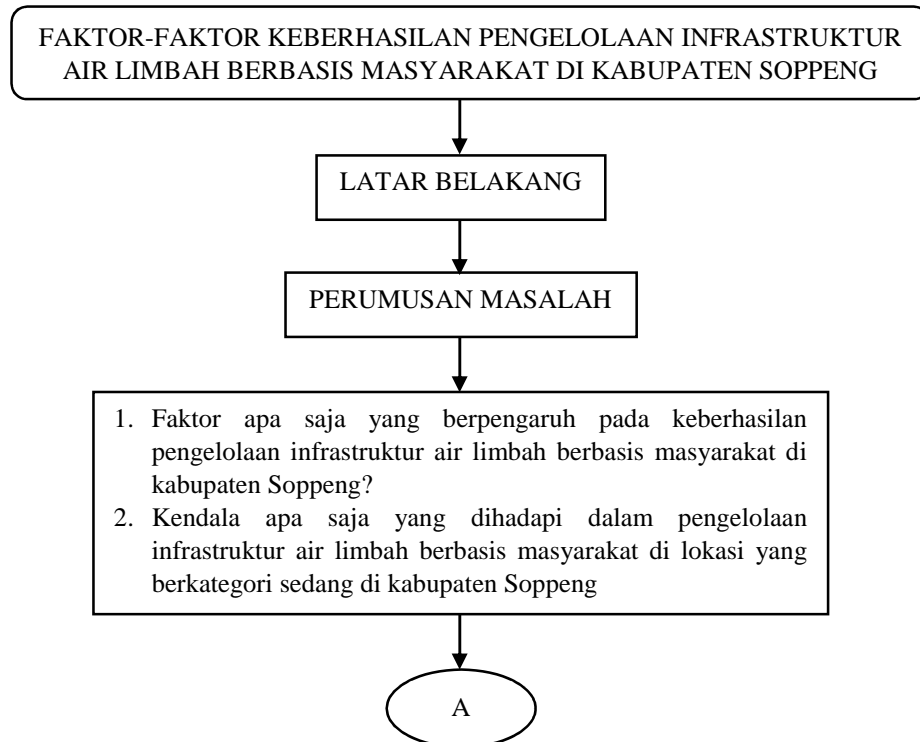 FAKTOR-FAKTOR KEBERHASILAN PENGELOLAAN INFRASTRUKTUR
AIR LIMBAH BERBASIS MASYARAKAT DI KABUPATEN SOPPENG
LATAR BELAKANG
PERUMUSAN MASALAH
1. Faktor apa saja yang berpengaruh pada keberhasilan
pengelolaan infrastruktur air limbah berbasis masyarakat di
kabupaten Soppeng?
2. Kendala apa saja yang dihadapi dalam pengelolaan
infrastruktur air limbah berbasis masyarakat di lokasi yang
berkategori sedang di kabupaten Soppeng
A